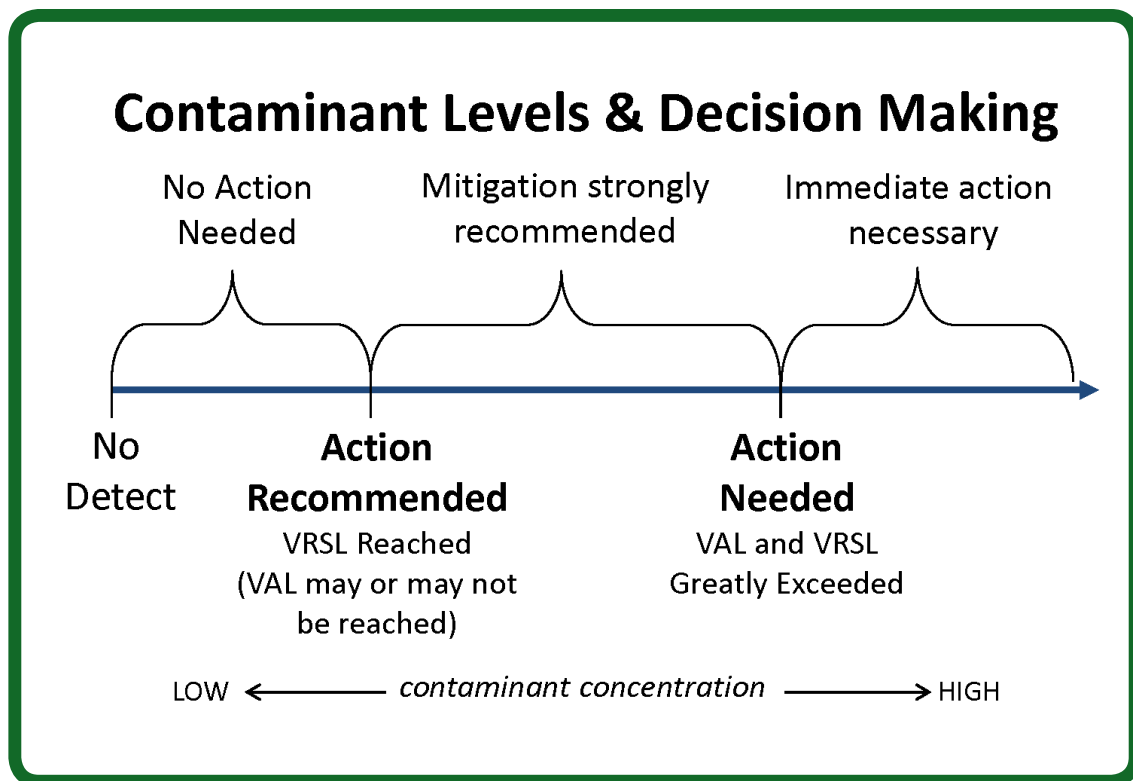 Contaminant Levels & Decision Making
No Action
Needed
Mitigation strongly
recommended
Immediate action
necessary
No
Detect
Action
Recommended
VRSL Reached
(VAL may or may not
be reached)
Action
Needed
VAL and VRSL
Greatly Exceeded
LOW contaminant concentration HIGH